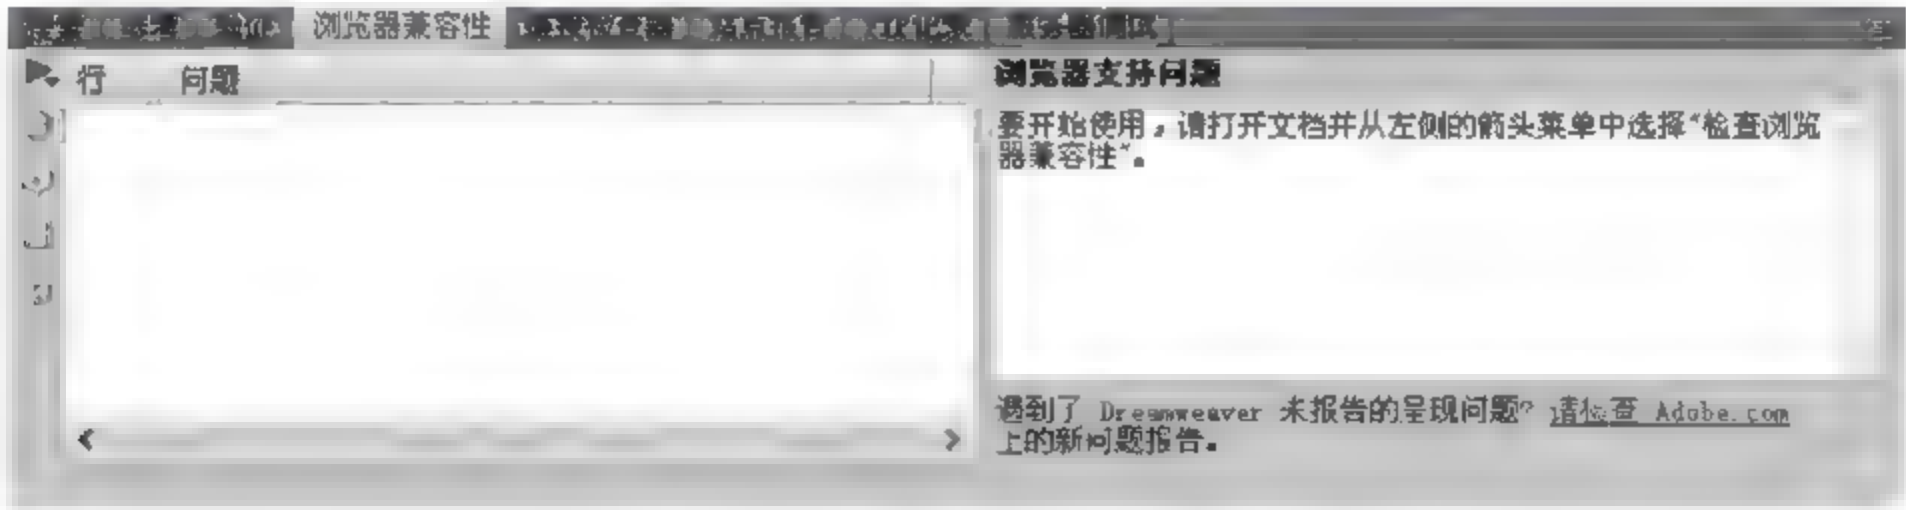 浏览器兼容性
行 问题
浏览器支持问题
要开始使用，请打开文档并从左侧的箭头菜单中选择“检查浏览
器兼容性”。
遇到了 Dreamweaver 未报告的呈现问题? 请检查 Adobe.com
上的新问题报告。